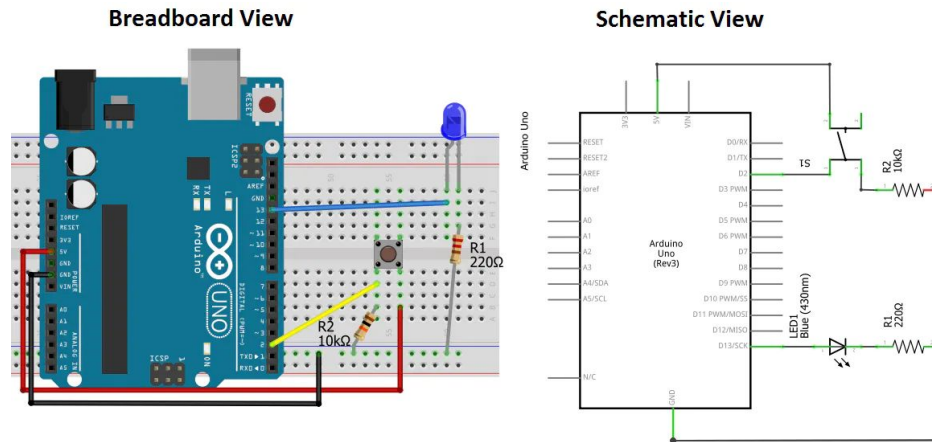 Breadboard View
Schematic View
RESET
ICSP2
AREF
GND
13
12
~11
~10
~9
8
7
~6
~5
4
~3
2
TXD 1
RXD 0
DIGITAL (PWM=~)
TX
RX
L
IOREF
RESET
3V3
5V
GND
GND
VIN
POWER
A0
A1
A2
A3
A4
A5
ANALOG IN
Arduino
UNO
ON
ICSP
1
R1
220Ω
R2
10kΩ
Arduino Uno
3V3
5V
VIN
RESET
RESET2
AREF
ioref
A0
A1
A2
A3
A4/SDA
A5/SCL
N/C
D0/RX
D1/TX
D2
D3 PWM
D4
D5 PWM
D6 PWM
D7
D8
D9 PWM
D10 PWM/SS
D11 PWM/MOSI
D12/MISO
D13/SCK
Arduino
Uno
(Rev3)
GND
S1
R2
10kΩ
LED1
Blue (430nm)
R1
220Ω